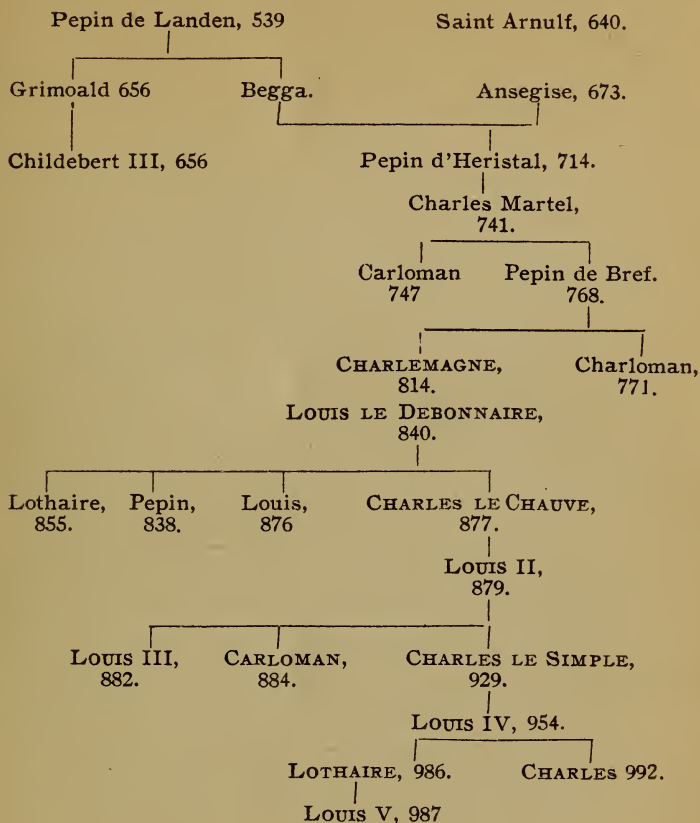 Pepin de Landen, 539 Saint Arnulf, 640.
Grimoald 656 Begga. Ansegise, 673.
Childebert III, 656 Pepin d'Heristal, 714.
Charles Martel,
741.
Carloman Pepin de Bref.
747 768.
CHARLEMAGNE, Charloman,
814. 771.
LOUIS LE DEBONNAIRE,
840.
Lothaire, Pepin, Louis, CHARLES LE CHAUVE,
855. 838. 876 877.
LOUIS II,
879.
LOUIS III, CARLOMAN, CHARLES LE SIMPLE,
882. 884. 929.
LOUIS IV, 954.
LOTHAIRE, 986. CHARLES 992.
LOUIS V, 987